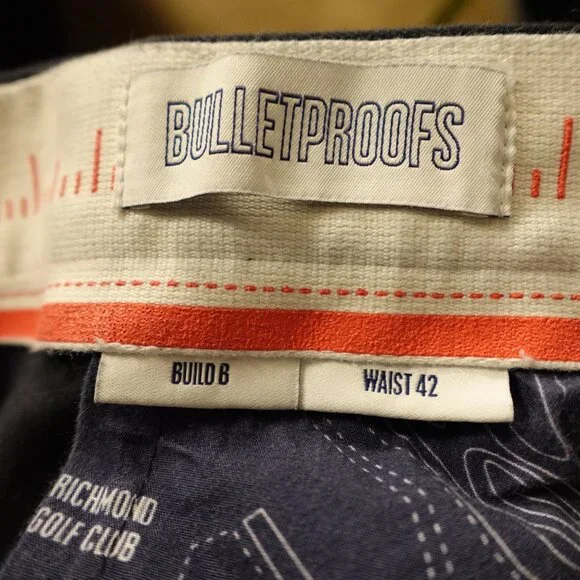 BULLETPROOFS
BUILD B
WAIST 42
RICHMOND
GOLF CLUB